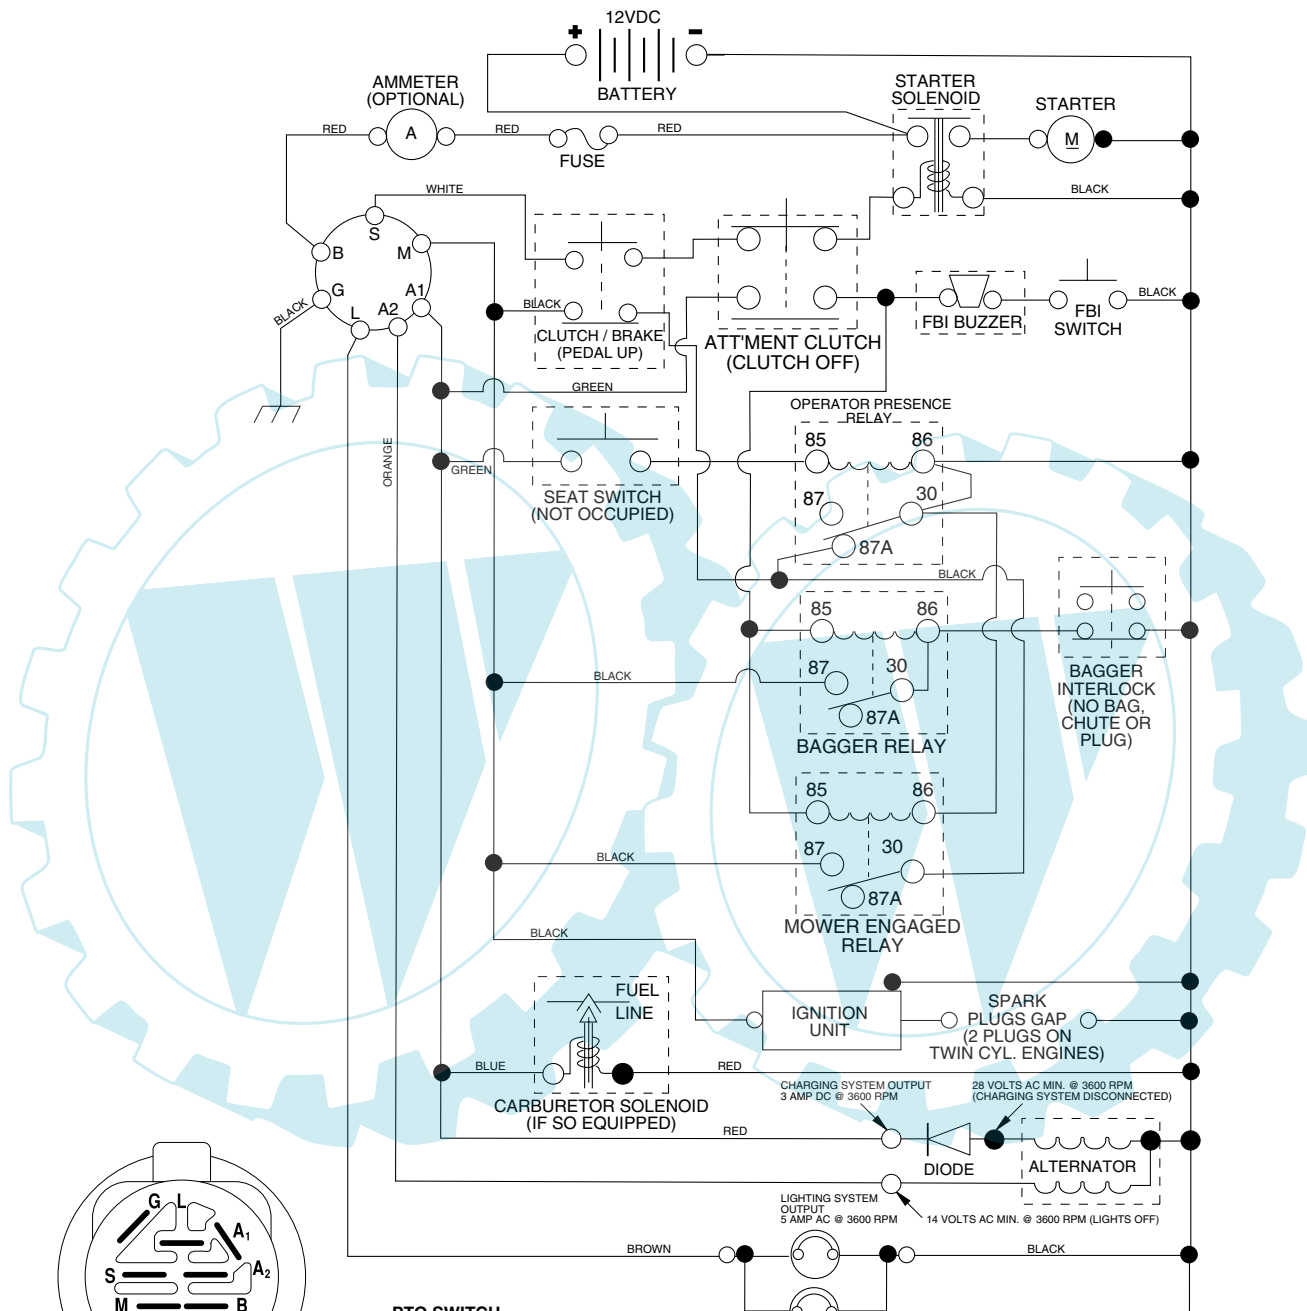 12VDC
+ -
BATTERY
AMMETER
(OPTIONAL)
STARTER
SOLENOID
STARTER
RED
A
RED
RED
FUSE
M
WHITE
BLACK
S
B
M
G
A1
A2
L
BLACK
BLACK
CLUTCH / BRAKE
(PEDAL UP)
ATT'MENT CLUTCH
(CLUTCH OFF)
FBI BUZZER
FBI
SWITCH
BLACK
GREEN
OPERATOR PRESENCE
RELAY
85 86
ORANGE
GREEN
SEAT SWITCH
(NOT OCCUPIED)
87 30
87A
BLACK
85 86
BLACK
87 30
87A
BAGGER RELAY
BAGGER
INTERLOCK
(NO BAG,
CHUTE OR
PLUG)
85 86
BLACK
87 30
87A
MOWER ENGAGED
RELAY
BLACK
FUEL
LINE
IGNITION
UNIT
SPARK
PLUGS GAP
(2 PLUGS ON
TWIN CYL. ENGINES)
BLUE
RED
CARBURETOR SOLENOID
(IF SO EQUIPPED)
CHARGING SYSTEM OUTPUT
3 AMP DC @ 3600 RPM
28 VOLTS AC MIN. @ 3600 RPM
(CHARGING SYSTEM DISCONNECTED)
RED
DIODE
ALTERNATOR
LIGHTING SYSTEM
OUTPUT
5 AMP AC @ 3600 RPM
14 VOLTS AC MIN. @ 3600 RPM (LIGHTS OFF)
BROWN
BLACK
G L
A1
A2
S
M
B
PTO SWITCH